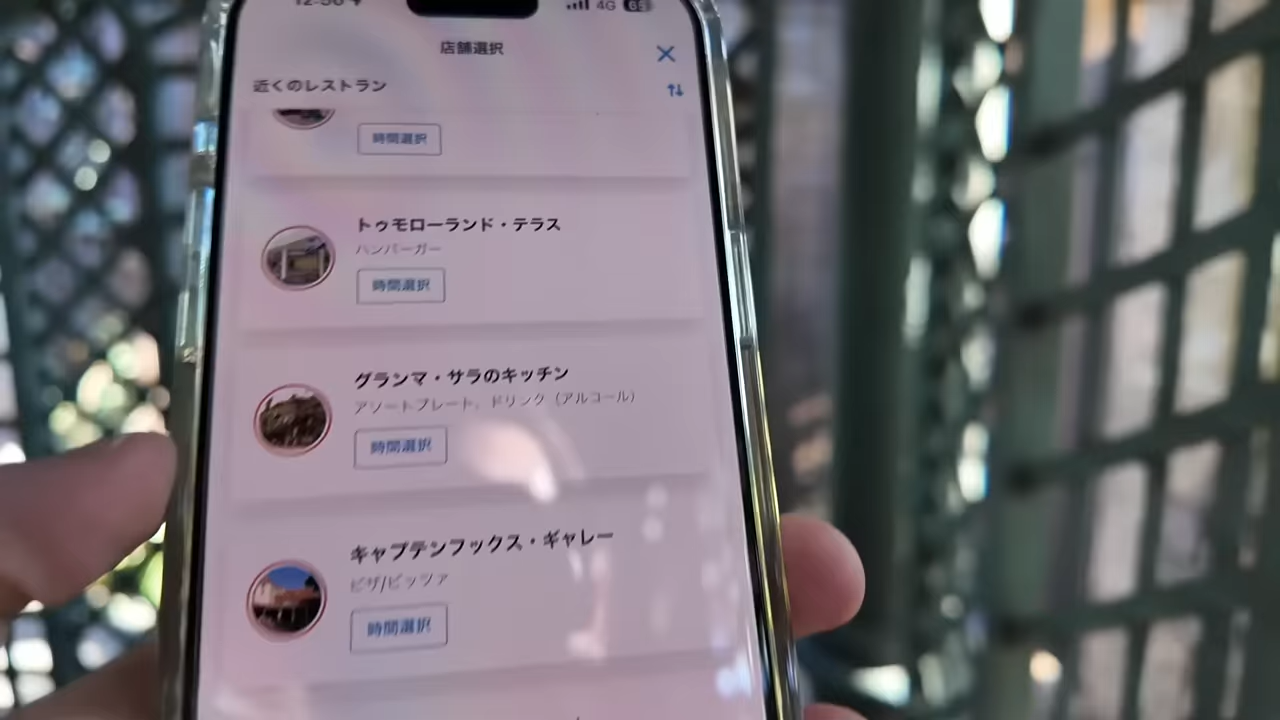 12:50
4G 65
店舗選択
近くのレストラン
時間選択
トゥモローランド・テラス
ハンバーガー
時間選択
グランマ・サラのキッチン
アソートプレート、ドリンク（アルコール）
時間選択
キャプテンフックス・ギャレー
ピザ/ピッツァ
時間選択